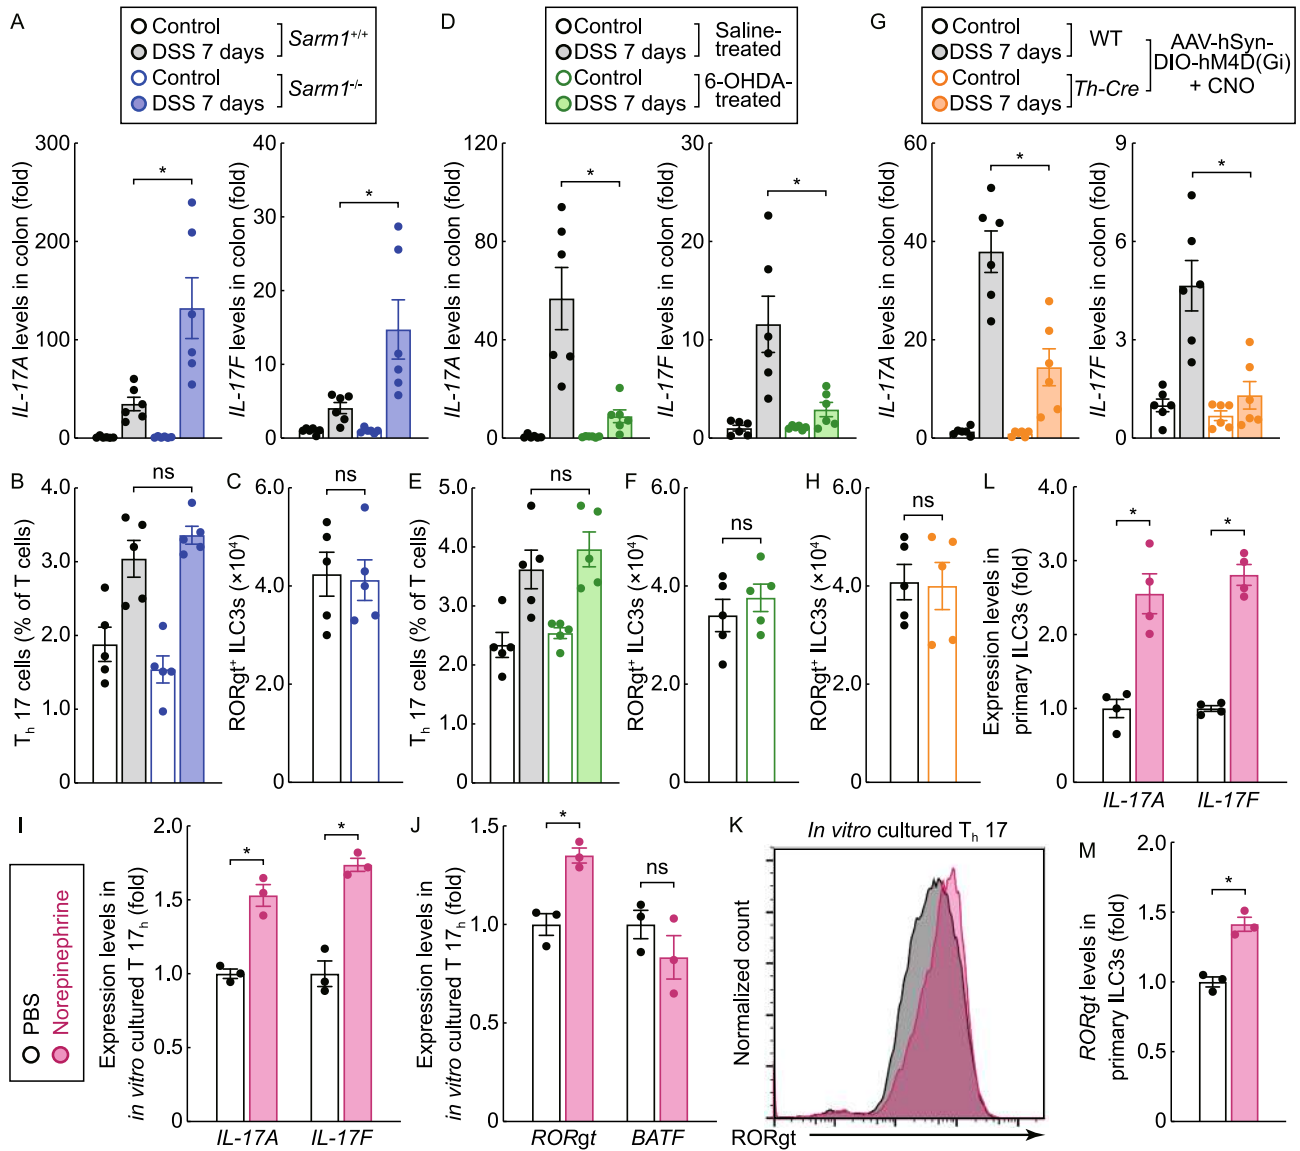 A
Control
DSS 7 days
Sarm1+/+
Control
DSS 7 days
Sarm1-/-
D
Control
DSS 7 days
Saline-
treated
Control
DSS 7 days
6-OHDA-
treated
G
Control
DSS 7 days
WT
Control
DSS 7 days
Th-Cre
AAV-hSyn-
DIO-hM4D(Gi)
+ CNO
IL-17A levels in colon (fold)
300
200
100
0
*
IL-17F levels in colon (fold)
40
30
20
10
0
*
IL-17A levels in colon (fold)
120
80
40
0
*
IL-17F levels in colon (fold)
30
20
10
0
*
IL-17A levels in colon (fold)
60
40
20
0
*
IL-17F levels in colon (fold)
9
6
3
0
*
B
Th 17 cells (% of T cells)
4.0
3.0
2.0
1.0
0
ns
C
RORgt+ ILC3s (×10⁴)
6.0
4.0
2.0
0
ns
E
Th 17 cells (% of T cells)
5.0
4.0
3.0
2.0
1.0
0
ns
F
RORgt+ ILC3s (×10⁴)
6.0
4.0
2.0
0
ns
H
RORgt+ ILC3s (×10⁴)
6.0
4.0
2.0
0
ns
L
Expression levels in
primary ILC3s (fold)
4.0
3.0
2.0
1.0
0
*
*
IL-17A
IL-17F
I
PBS
Norepinephrine
Expression levels in
in vitro cultured T 17h (fold)
2.0
1.5
1.0
0.5
0
*
*
IL-17A
IL-17F
J
Expression levels in
in vitro cultured T 17h (fold)
1.5
1.0
0.5
0
*
ns
RORgt
BATF
K
In vitro cultured Th 17
Normalized count
RORgt
M
RORgt levels in
primary ILC3s (fold)
2.0
1.5
1.0
0.5
0
*